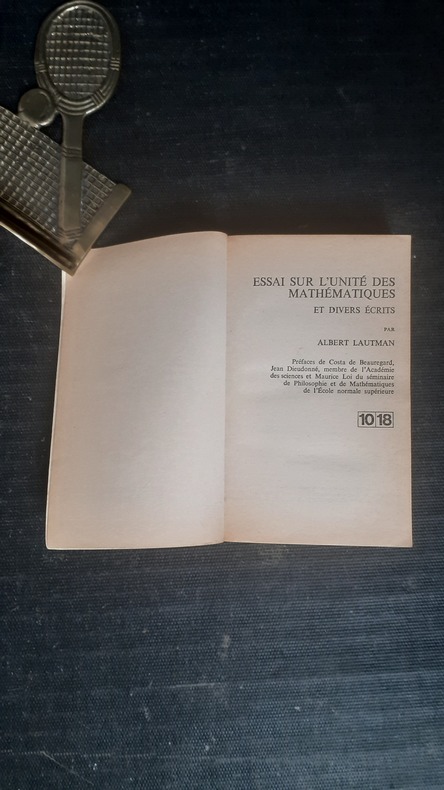 ESSAI SUR L'UNITÉ DES
MATHÉMATIQUES
ET DIVERS ÉCRITS
PAR
ALBERT LAUTMAN
Préfaces de Costa de Beauregard,
Jean Dieudonné, membre de l'Académie
des sciences et Maurice Loi du séminaire
de Philosophie et de Mathématiques
de l'École normale supérieure
10 18